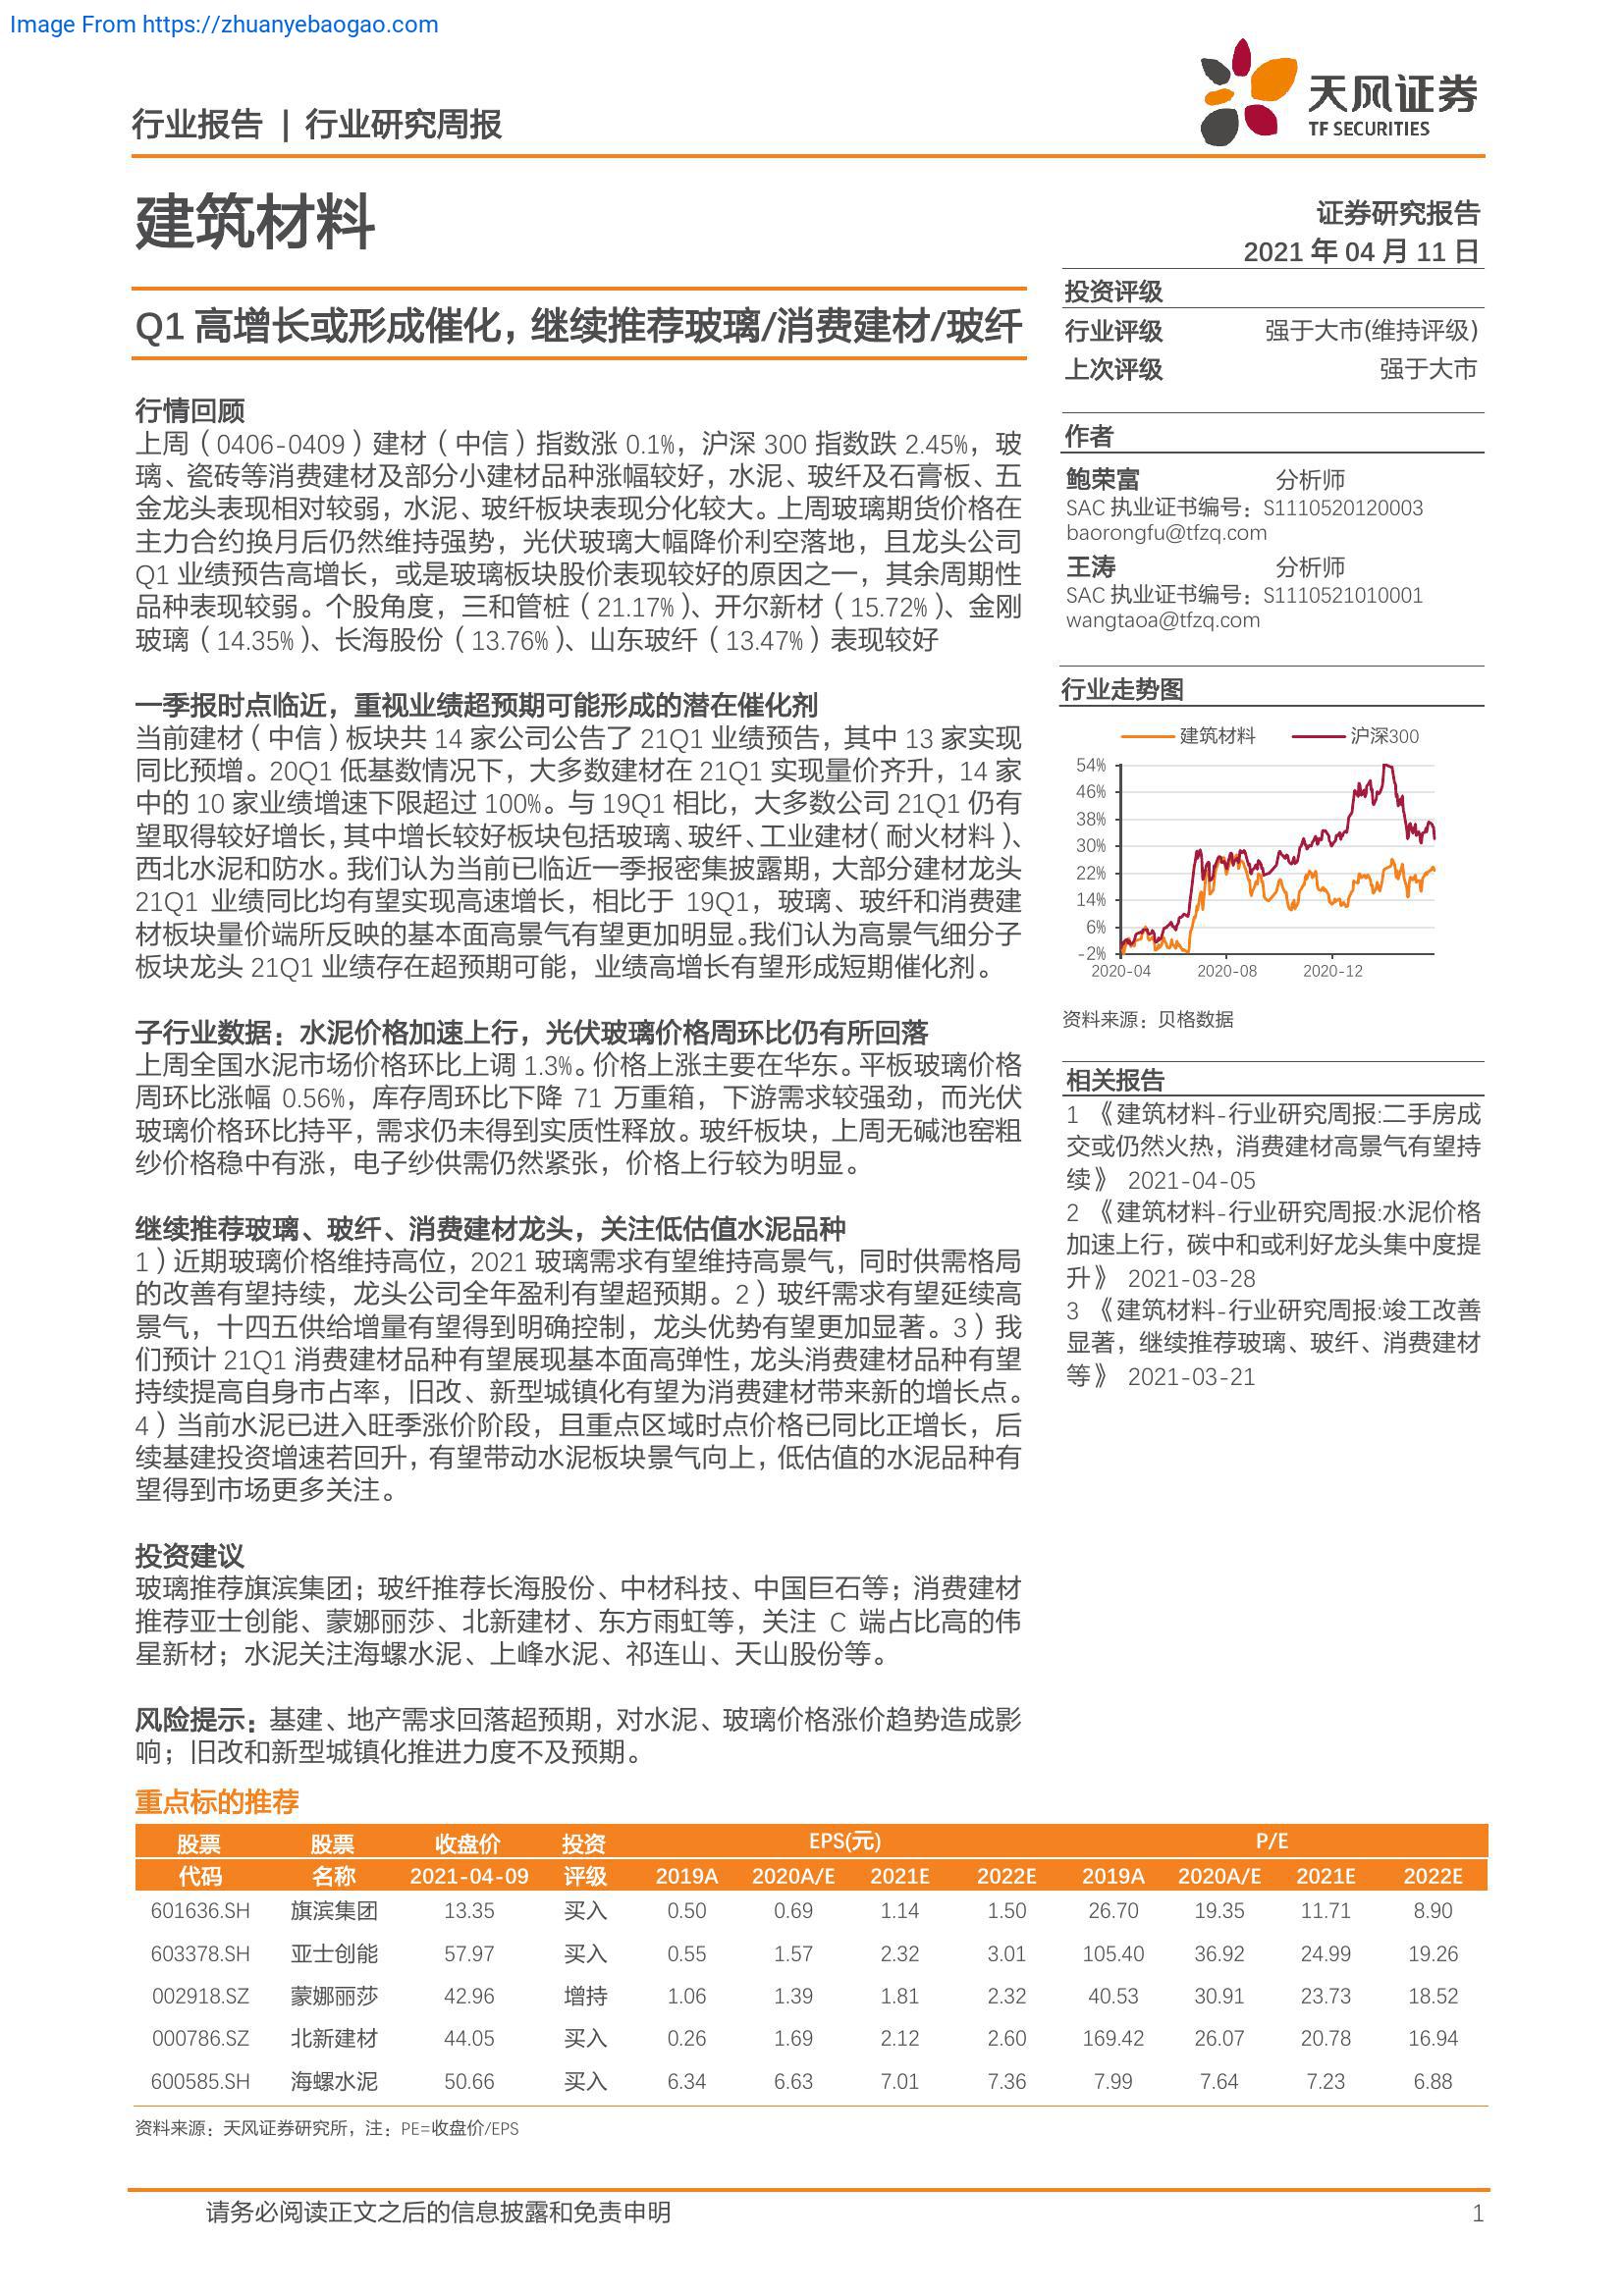 Image From https://zhuanyebaogao.com
行业报告 | 行业研究周报
天风证券
TF SECURITIES
建筑材料
证券研究报告
2021 年 04 月 11 日
Q1 高增长或形成催化，继续推荐玻璃/消费建材/玻纤
行情回顾
上周（0406-0409）建材（中信）指数涨 0.1%，沪深 300 指数跌 2.45%，玻
璃、瓷砖等消费建材及部分小建材品种涨幅较好，水泥、玻纤及石膏板、五
金龙头表现相对较弱，水泥、玻纤板块表现分化较大。上周玻璃期货价格在
主力合约换月后仍然维持强势，光伏玻璃大幅降价利空落地，且龙头公司
Q1 业绩预告高增长，或是玻璃板块股价表现较好的原因之一，其余周期性
品种表现较弱。个股角度，三和管桩（21.17%）、开尔新材（15.72%）、金刚
玻璃（14.35%）、长海股份（13.76%）、山东玻纤（13.47%）表现较好
一季报时点临近，重视业绩超预期可能形成的潜在催化剂
当前建材（中信）板块共 14 家公司公告了 21Q1 业绩预告，其中 13 家实现
同比预增。20Q1 低基数情况下，大多数建材在 21Q1 实现量价齐升，14 家
中的 10 家业绩增速下限超过 100%。与 19Q1 相比，大多数公司 21Q1 仍有
望取得较好增长，其中增长较好板块包括玻璃、玻纤、工业建材（耐火材料）、
西北水泥和防水。我们认为当前已临近一季报密集披露期，大部分建材龙头
21Q1 业绩同比均有望实现高速增长，相比于 19Q1，玻璃、玻纤和消费建
材板块量价端所反映的基本面高景气有望更加明显。我们认为高景气细分子
板块龙头 21Q1 业绩存在超预期可能，业绩高增长有望形成短期催化剂。
子行业数据：水泥价格加速上行，光伏玻璃价格周环比仍有所回落
上周全国水泥市场价格环比上调 1.3%。价格上涨主要在华东。平板玻璃价格
周环比涨幅 0.56%，库存周环比下降 71 万重箱，下游需求较强劲，而光伏
玻璃价格环比持平，需求仍未得到实质性释放。玻纤板块，上周无碱池窑粗
纱价格稳中有涨，电子纱供需仍然紧张，价格上行较为明显。
继续推荐玻璃、玻纤、消费建材龙头，关注低估值水泥品种
1）近期玻璃价格维持高位，2021 玻璃需求有望维持高景气，同时供需格局
的改善有望持续，龙头公司全年盈利有望超预期。2）玻纤需求有望延续高
景气，十四五供给增量有望得到明确控制，龙头优势有望更加显著。3）我
们预计 21Q1 消费建材品种有望展现基本面高弹性，龙头消费建材品种有望
持续提高自身市占率，旧改、新型城镇化有望为消费建材带来新的增长点。
4）当前水泥已进入旺季涨价阶段，且重点区域时点价格已同比正增长，后
续基建投资增速若回升，有望带动水泥板块景气向上，低估值的水泥品种有
望得到市场更多关注。
投资建议
玻璃推荐旗滨集团；玻纤推荐长海股份、中材科技、中国巨石等；消费建材
推荐亚士创能、蒙娜丽莎、北新建材、东方雨虹等，关注 C 端占比高的伟
星新材；水泥关注海螺水泥、上峰水泥、祁连山、天山股份等。
风险提示：基建、地产需求回落超预期，对水泥、玻璃价格涨价趋势造成影
响；旧改和新型城镇化推进力度不及预期。
投资评级
行业评级 强于大市(维持评级)
上次评级 强于大市
作者
鲍荣富 分析师
SAC 执业证书编号：S1110520120003
baorongfu@tfzq.com
王涛 分析师
SAC 执业证书编号：S1110521010001
wangtaoa@tfzq.com
行业走势图
建筑材料 沪深300
54%
46%
38%
30%
22%
14%
6%
-2%
2020-04 2020-08 2020-12
资料来源：贝格数据
相关报告
1 《建筑材料-行业研究周报:二手房成
交或仍然火热，消费建材高景气有望持
续》 2021-04-05
2 《建筑材料-行业研究周报:水泥价格
加速上行，碳中和或利好龙头集中度提
升》 2021-03-28
3 《建筑材料-行业研究周报:竣工改善
显著，继续推荐玻璃、玻纤、消费建材
等》 2021-03-21
重点标的推荐
股票 股票 收盘价 投资 EPS(元) P/E
代码 名称 2021-04-09 评级 2019A 2020A/E 2021E 2022E 2019A 2020A/E 2021E 2022E
601636.SH 旗滨集团 13.35 买入 0.50 0.69 1.14 1.50 26.70 19.35 11.71 8.90
603378.SH 亚士创能 57.97 买入 0.55 1.57 2.32 3.01 105.40 36.92 24.99 19.26
002918.SZ 蒙娜丽莎 42.96 增持 1.06 1.39 1.81 2.32 40.53 30.91 23.73 18.52
000786.SZ 北新建材 44.05 买入 0.26 1.69 2.12 2.60 169.42 26.07 20.78 16.94
600585.SH 海螺水泥 50.66 买入 6.34 6.63 7.01 7.36 7.99 7.64 7.23 6.88
资料来源：天风证券研究所，注：PE=收盘价/EPS
请务必阅读正文之后的信息披露和免责申明 1